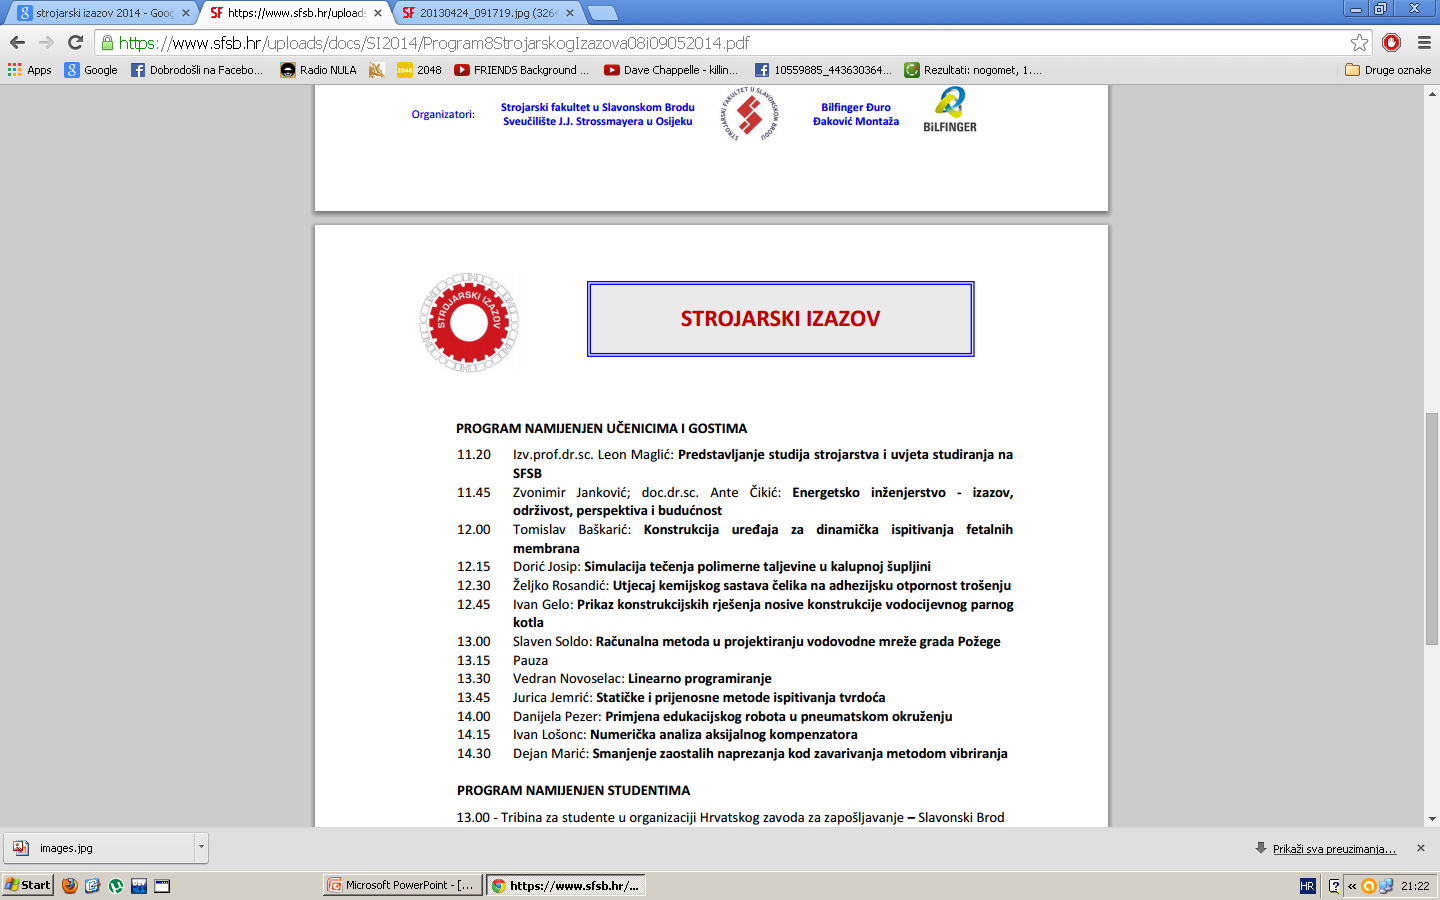 strojarski izazov 2014 - Goog
https://www.sfsb.hr/uploads
20130424_091719.jpg (3264
https://www.sfsb.hr/uploads/docs/SI2014/Program8StrojarskogIzazova08i09052014.pdf
Apps
Google
Dobrodošli na Facebo...
Radio NULA
2048
FRIENDS Background ...
Dave Chappelle - killin...
10559885_443630364...
Rezultati: nogomet, 1....
Druge oznake
Organizatori:
Strojarski fakultet u Slavonskom Brodu
Sveučilište J.J. Strossmayera u Osijeku
STROJARSKI FAKULTET U SLAVONSKOM BRODU
Bilfinger Đuro
Đaković Montaža
BILFINGER
STROJARSKI IZAZOV
STROJARSKI IZAZOV
PROGRAM NAMIJENJEN UČENICIMA I GOSTIMA
11.20 Izv.prof.dr.sc. Leon Maglić: Predstavljanje studija strojarstva i uvjeta studiranja na
SFSB
11.45 Zvonimir Janković; doc.dr.sc. Ante Čikić: Energetsko inženjerstvo - izazov,
održivost, perspektiva i budućnost
12.00 Tomislav Baškarić: Konstrukcija uređaja za dinamička ispitivanja fetalnih
membrana
12.15 Dorić Josip: Simulacija tečenja polimerne taljevine u kalupnoj šupljini
12.30 Željko Rosandić: Utjecaj kemijskog sastava čelika na adhezijsku otpornost trošenju
12.45 Ivan Gelo: Prikaz konstrukcijskih rješenja nosive konstrukcije vodocijevnog parnog
kotla
13.00 Slaven Soldo: Računalna metoda u projektiranju vodovodne mreže grada Požege
13.15 Pauza
13.30 Vedran Novoselac: Linearno programiranje
13.45 Jurica Jemrić: Statičke i prijenosne metode ispitivanja tvrdoća
14.00 Danijela Pezer: Primjena edukacijskog robota u pneumatskom okruženju
14.15 Ivan Lošonc: Numerička analiza aksijalnog kompenzatora
14.30 Dejan Marić: Smanjenje zaostalih naprezanja kod zavarivanja metodom vibriranja
PROGRAM NAMIJENJEN STUDENTIMA
13.00 - Tribina za studente u organizaciji Hrvatskog zavoda za zapošljavanje – Slavonski Brod
images.jpg
Prikaži sva preuzimanja...
Start
Microsoft PowerPoint - [...
https://www.sfsb.hr/...
HR
21:22